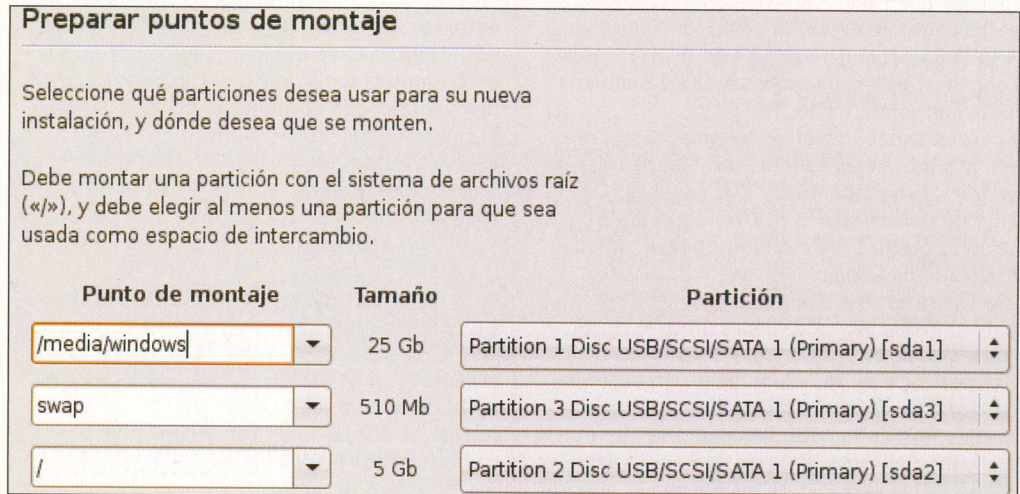 Preparar puntos de montaje
Seleccione qué particiones desea usar para su nueva
instalación, y dónde desea que se monten.
Debe montar una partición con el sistema de archivos raíz
(«/»), y debe elegir al menos una partición para que sea
usada como espacio de intercambio.
Punto de montaje Tamaño Partición
/media/windows 25 Gb Partition 1 Disc USB/SCSI/SATA 1 (Primary) [sda1]
swap 510 Mb Partition 3 Disc USB/SCSI/SATA 1 (Primary) [sda3]
/ 5 Gb Partition 2 Disc USB/SCSI/SATA 1 (Primary) [sda2]